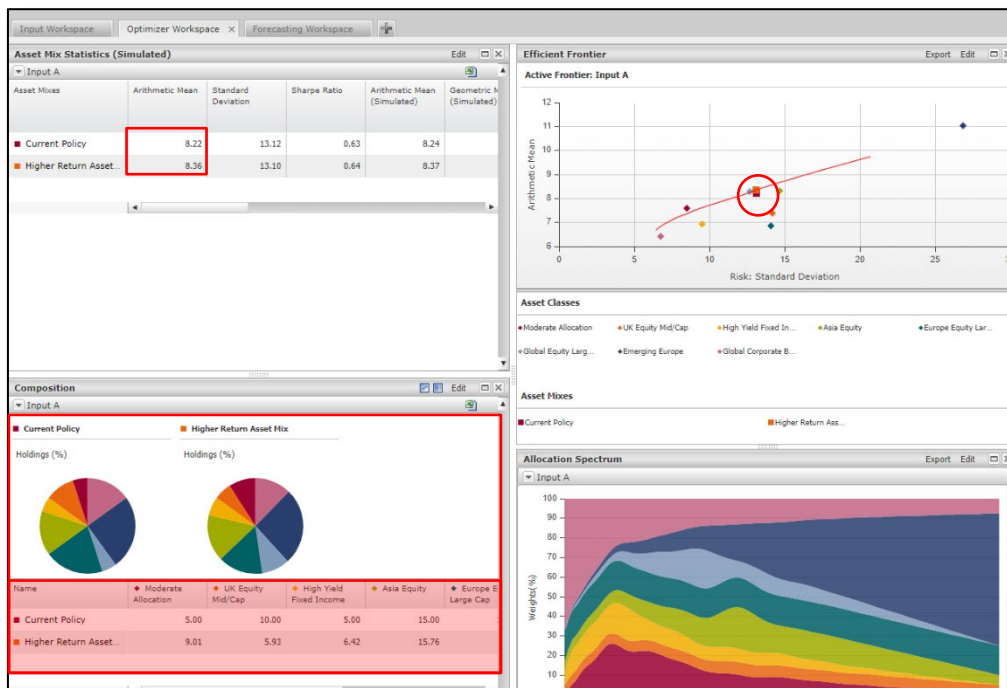 Input Workspace Optimizer Workspace × Forecasting Workspace
Asset Mix Statistics (Simulated) Edit
Input A
Asset Mixes Arithmetic Mean Standard Deviation Sharpe Ratio Arithmetic Mean (Simulated) Geometric (Simulated)
Current Policy 8.22 13.12 0.63 8.24
Higher Return Asset... 8.36 13.10 0.64 8.37
Efficient Frontier Export Edit
Active Frontier: Input A
Arithmetic Mean
12
11
10
9
8
7
6
0 5 10 15 20 25
Risk: Standard Deviation
Asset Classes
Moderate Allocation UK Equity Mid/Cap High Yield Fixed In... Asia Equity Europe Equity Lar...
Global Equity Larg... Emerging Europe Global Corporate B...
Asset Mixes
Current Policy Higher Return Ass...
Composition Edit
Input A
Current Policy Higher Return Asset Mix
Holdings (%) Holdings (%)
Name Moderate Allocation UK Equity Mid/Cap High Yield Fixed Income Asia Equity Europe Large Cap
Current Policy 5.00 10.00 5.00 15.00
Higher Return Asset... 9.01 5.93 6.42 15.76
Allocation Spectrum Export Edit
Input A
Weights(%)
100
90
80
70
60
50
40
30
20
10